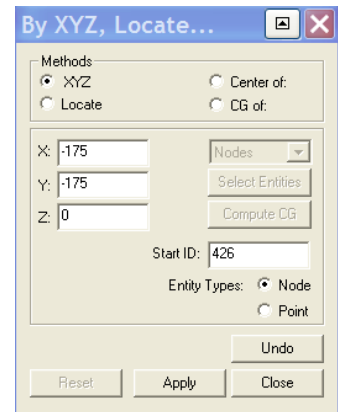 By XYZ, Locate...
Methods
XYZ Center of:
Locate CG of:
X: -175 Nodes
Y: -175 Select Entities
Z: 0 Compute CG
Start ID: 426
Entity Types: Node
Point
Undo
Reset Apply Close